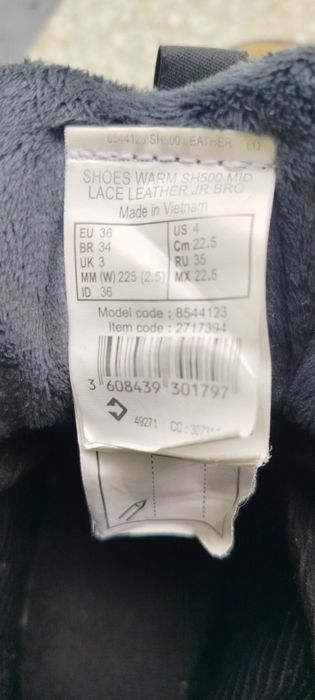 8544123 SH500 LEATHER (1)
SHOES WARM SH500 MID
LACE LEATHER JR BRO
Made in Vietnam
EU 36 US 4
BR 34 Cm 22.5
UK 3 RU 35
MM (W) 225 (2.5) MX 22.5
ID 36
Model code : 8544123
Item code : 2717394
3 608439 301797
49271 CC :